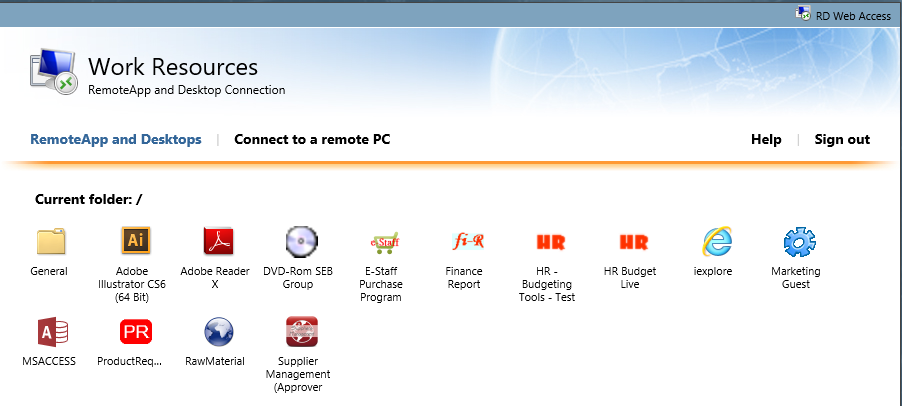 RD Web Access
Work Resources
RemoteApp and Desktop Connection
RemoteApp and Desktops | Connect to a remote PC Help | Sign out
Current folder: /
General
Adobe
Illustrator CS6
(64 Bit)
Adobe Reader
X
DVD-Rom SEB
Group
e-Staff
E-Staff
Purchase
Program
fi-R
Finance
Report
HR
HR -
Budgeting
Tools - Test
HR
HR Budget
Live
iexplore
Marketing
Guest
A
MSACCESS
PR
ProductReq...
RawMaterial
Supplier
Management
(Approver
Ai